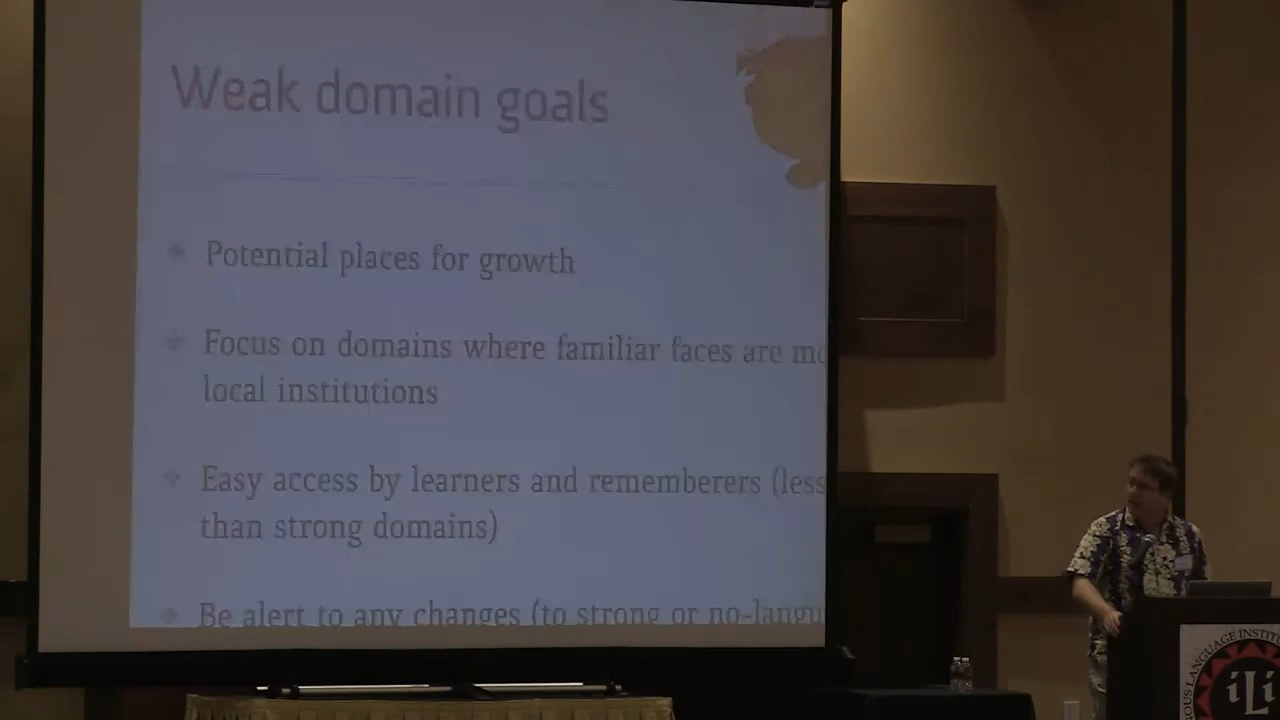 Weak domain goals
Potential places for growth
Focus on domains where familiar faces are
local institutions
Easy access by learners and rememberers (less
than strong domains)
Be alert to any changes (to strong or
LANGUAGE
iLi